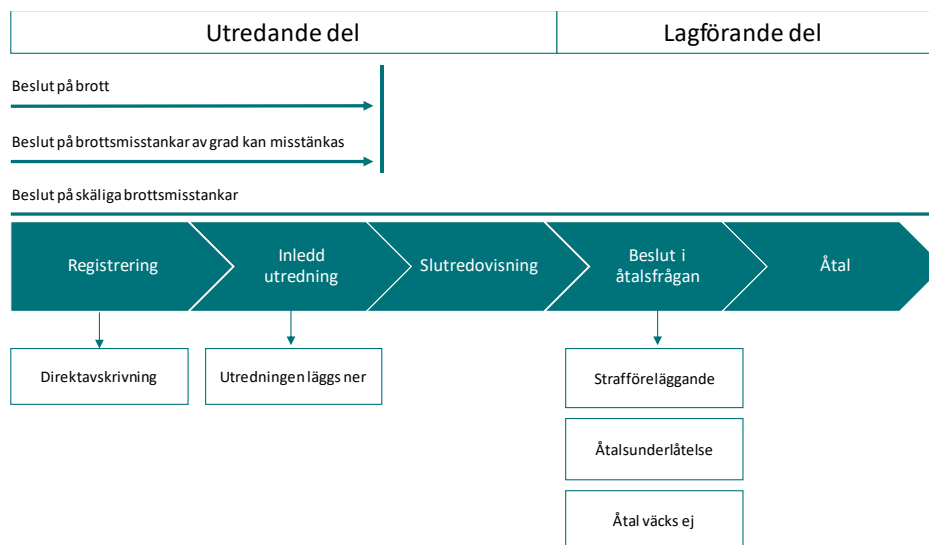 Utredande del
Lagförande del
Beslut på brott
Beslut på brottsmisstankar av grad kan misstänkas
Beslut på skäliga brottsmisstankar
Registrering
Inledd
utredning
Slutredovisning
Beslut i
åtalsfrågan
Åtal
Direktavskrivning
Utredningen läggs ner
Strafföreläggande
Åtalsunderlåtelse
Åtal väcks ej